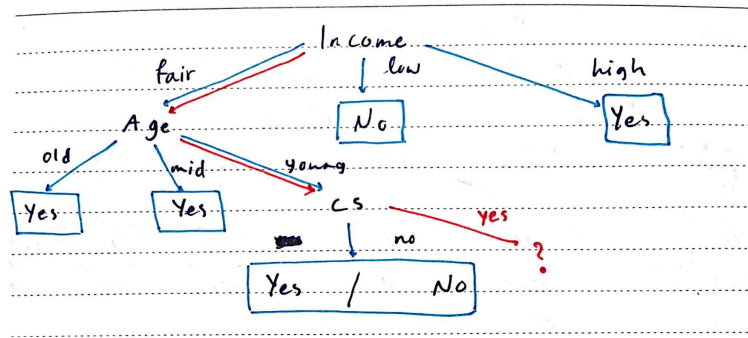 Income
fair low high
Age No Yes
old mid young
Yes Yes CS yes
no ?
Yes / No